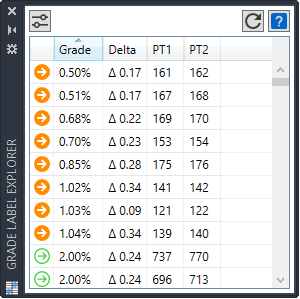 GRADE LABEL EXPLORER
Grade Delta PT1 PT2
0.50% Δ 0.17 161 162
0.51% Δ 0.17 167 168
0.68% Δ 0.22 169 170
0.70% Δ 0.23 153 154
0.85% Δ 0.28 175 176
1.02% Δ 0.34 141 142
1.03% Δ 0.09 121 122
1.04% Δ 0.34 139 140
2.00% Δ 0.24 737 770
2.00% Δ 0.24 696 713